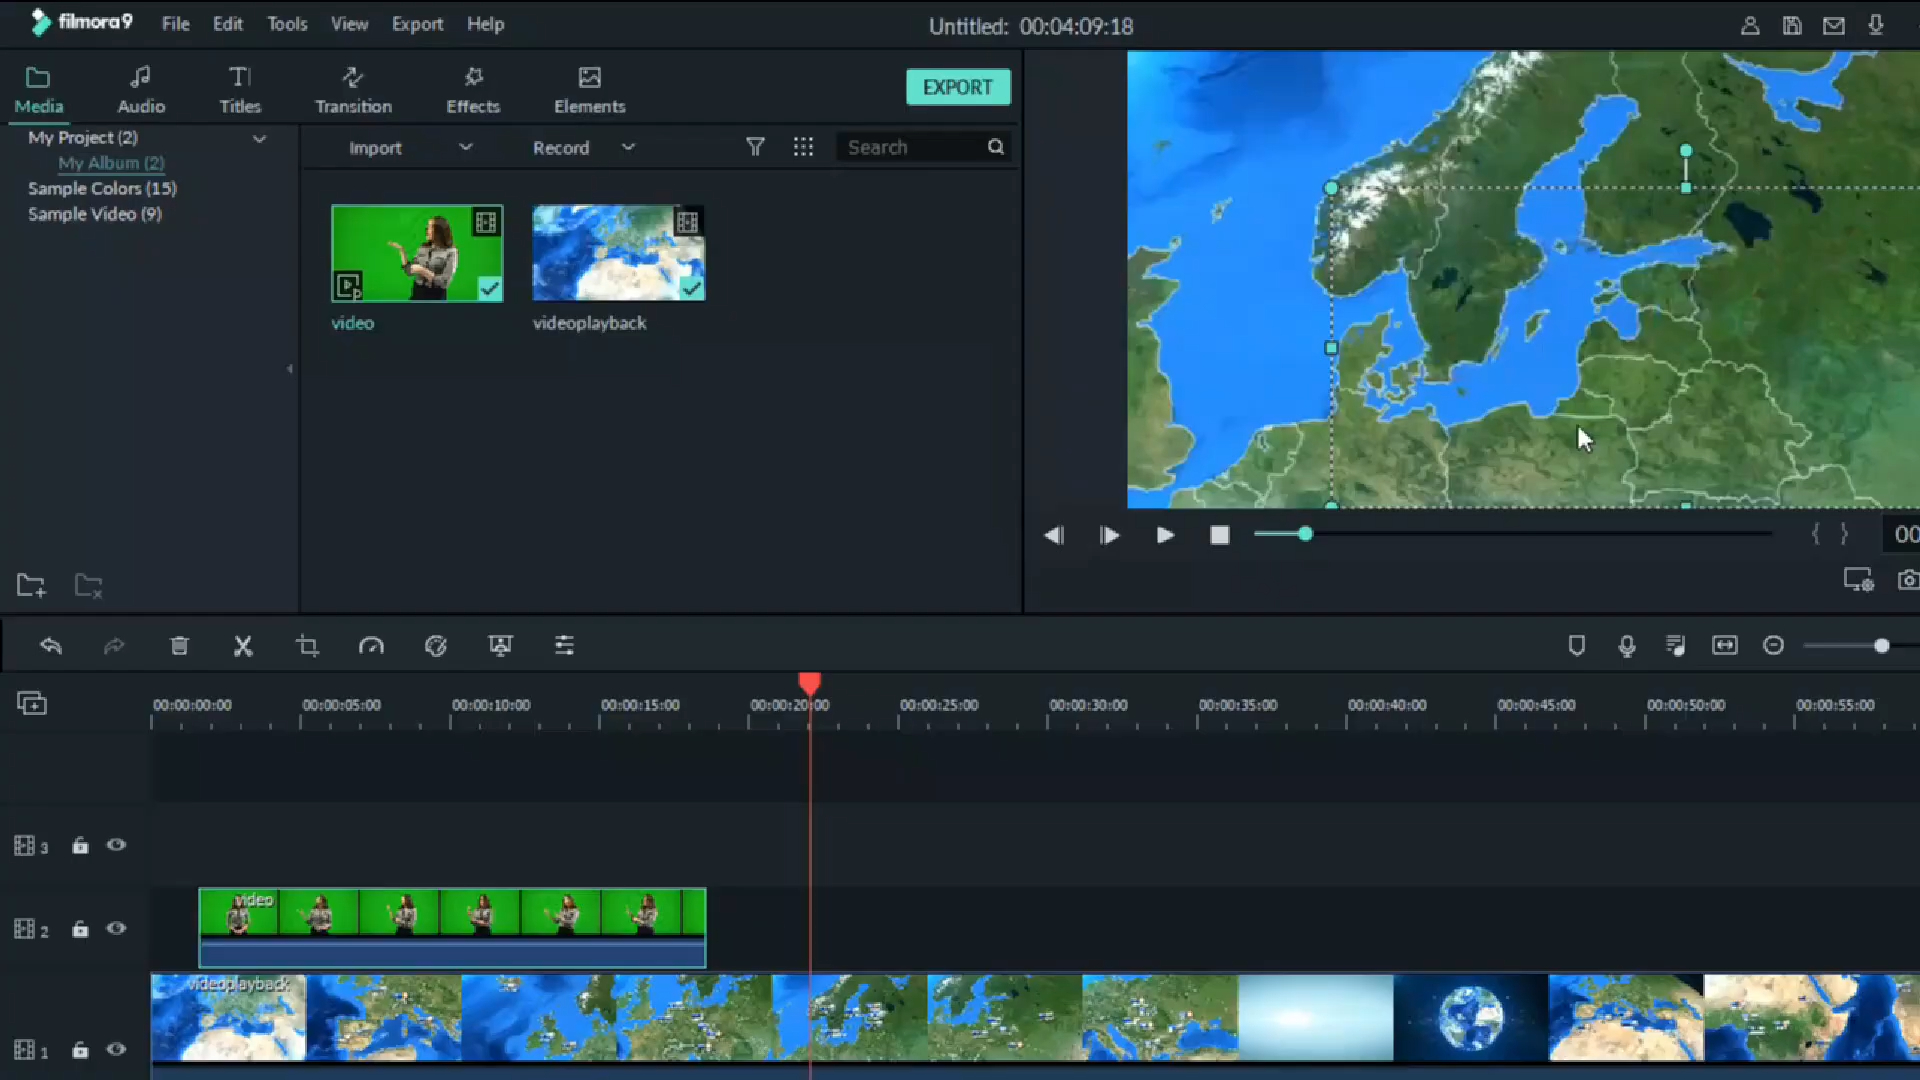 filmora9 File Edit Tools View Export Help Untitled: 00:04:09:18
Media Audio Titles Transition Effects Elements EXPORT
My Project (2)
My Album (2)
Sample Colors (15)
Sample Video (9)
Import Record Search
video videoplayback
00
00:00:00:00 00:00:05:00 00:00:10:00 00:00:15:00 00:00:20:00 00:00:25:00 00:00:30:00 00:00:35:00 00:00:40:00 00:00:45:00 00:00:50:00 00:00:55:00
3
video
2
videoplayback
1